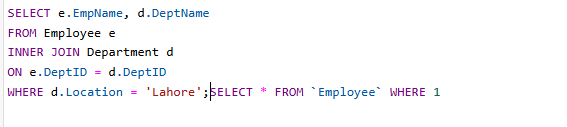 SELECT e.EmpName, d.DeptName
FROM Employee e
INNER JOIN Department d
ON e.DeptID = d.DeptID
WHERE d.Location = 'Lahore';SELECT * FROM `Employee` WHERE 1